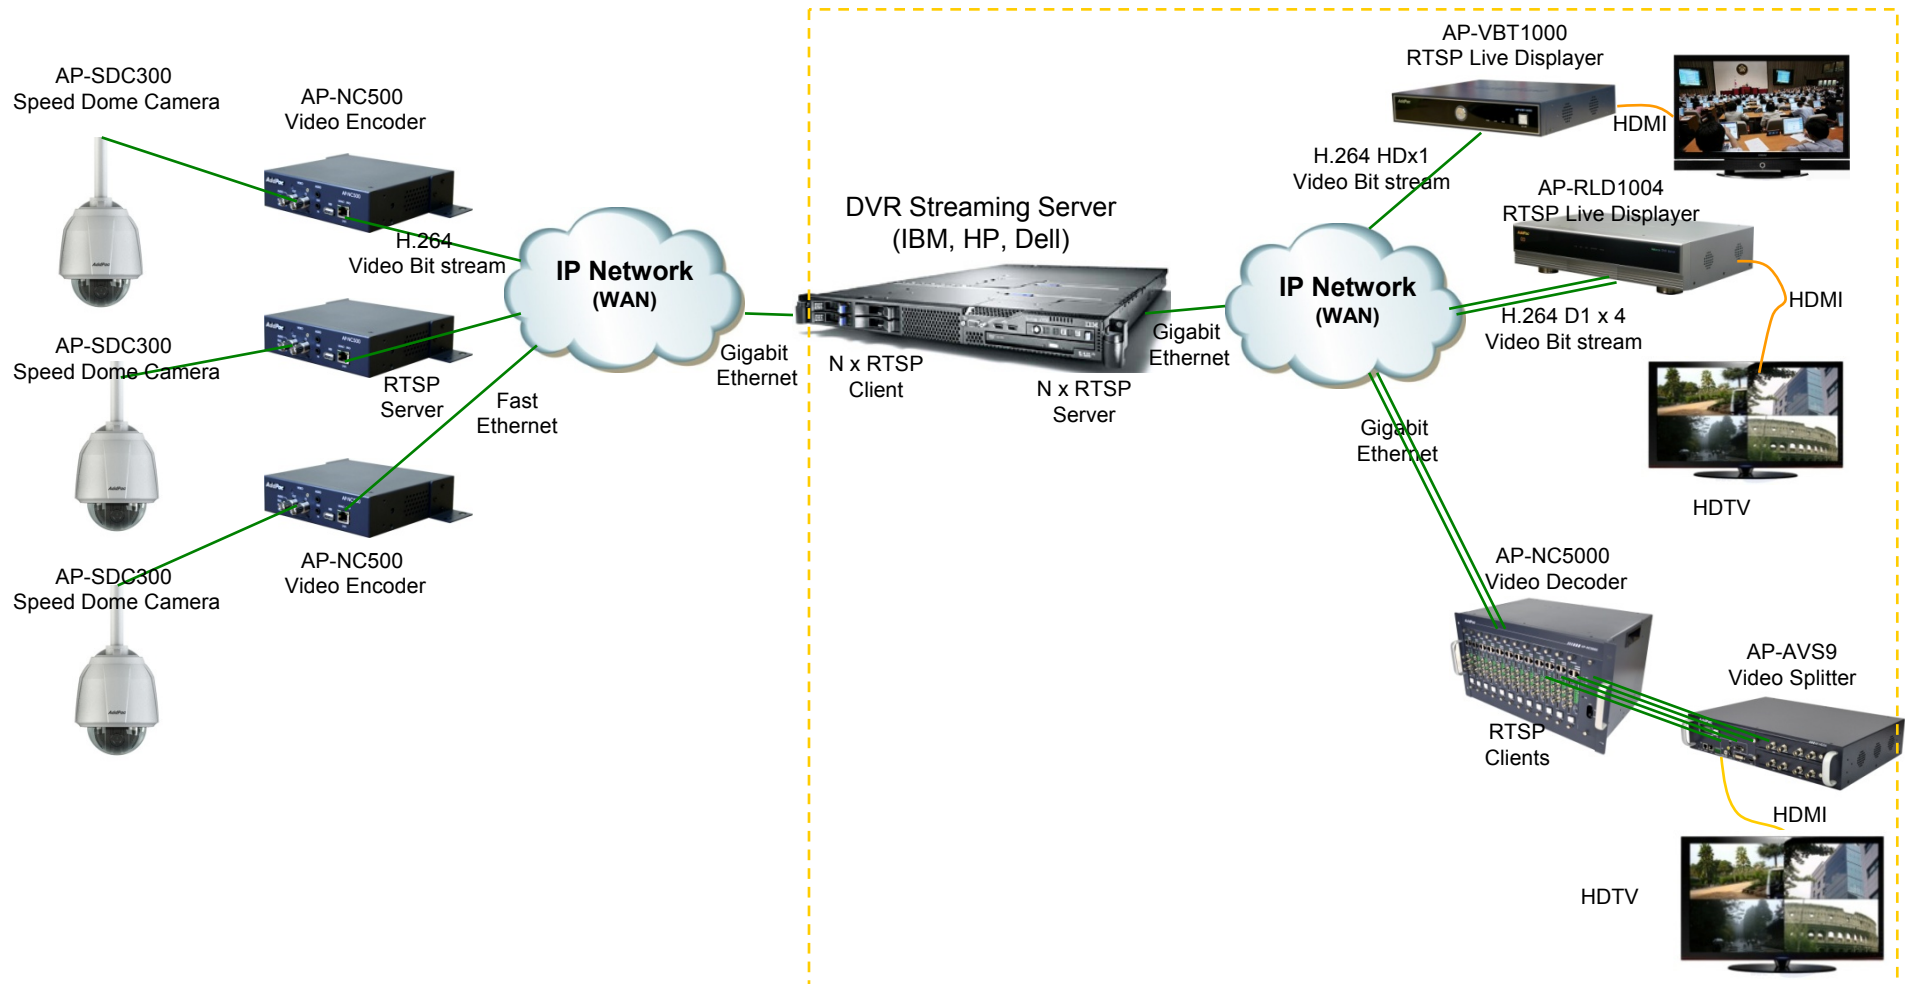 AP-SDC300
Speed Dome Camera
AP-NC500
Video Encoder
H.264
Video Bit stream
AP-SDC300
Speed Dome Camera
RTSP
Server
Fast
Ethernet
AP-NC500
Video Encoder
AP-SDC300
Speed Dome Camera
IP Network
(WAN)
Gigabit
Ethernet
DVR Streaming Server
(IBM, HP, Dell)
N x RTSP
Client
N x RTSP
Server
Gigabit
Ethernet
IP Network
(WAN)
AP-VBT1000
RTSP Live Displayer
HDMI
H.264 HDx1
Video Bit stream
AP-RLD1004
RTSP Live Displayer
HDMI
H.264 D1 x 4
Video Bit stream
HDTV
Gigabit
Ethernet
AP-NC5000
Video Decoder
RTSP
Clients
AP-AVS9
Video Splitter
HDMI
HDTV